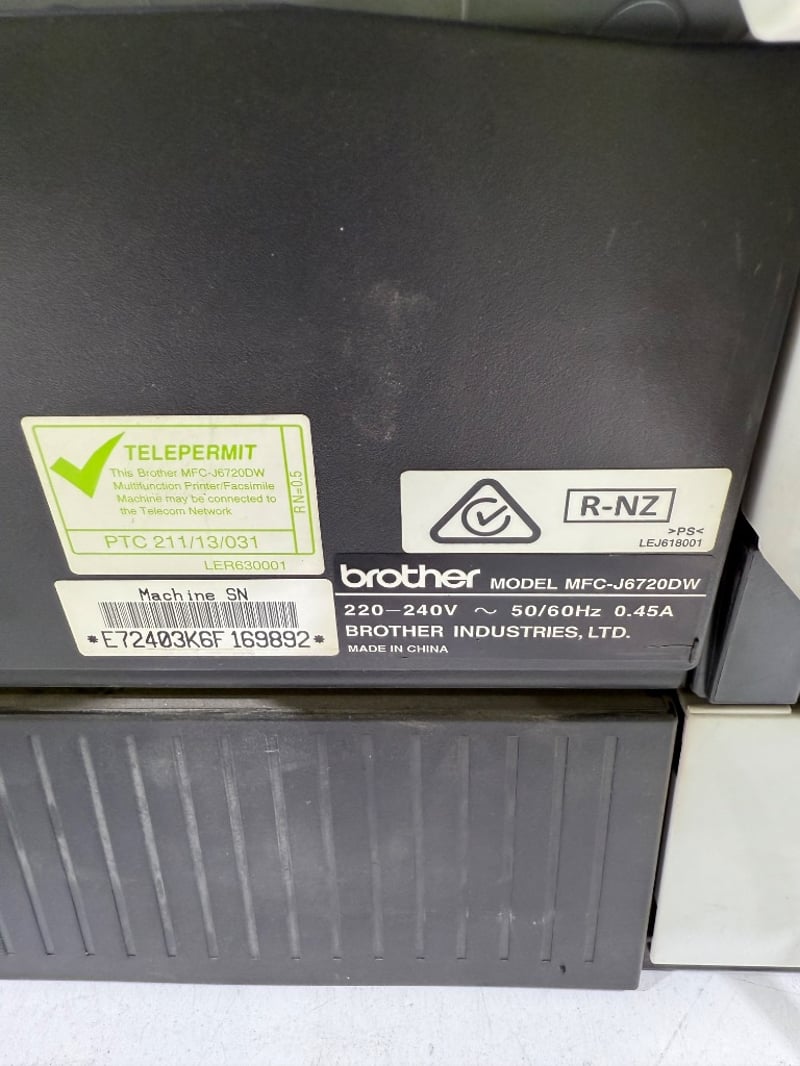 TELEPERMIT
This Brother MFC-J6720DW
Multifunction Printer/Facsimile
Machine may be connected to
the Telecom Network
RN=0.5
PTC 211/13/031
LER630001
R-NZ
>PS<
LEJ618001
Machine SN
*E72403K6F169892*
brother MODEL MFC-J6720DW
220-240V ~ 50/60Hz 0.45A
BROTHER INDUSTRIES, LTD.
MADE IN CHINA